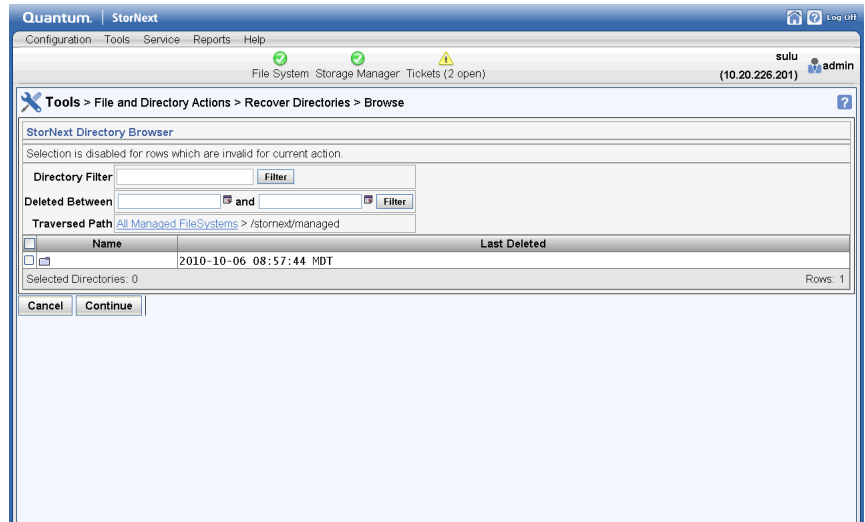 Quantum. | StorNext Log Off
Configuration Tools Service Reports Help
File System Storage Manager Tickets (2 open)
sulu
(10.20.226.201)
admin
Tools > File and Directory Actions > Recover Directories > Browse ?
StorNext Directory Browser
Selection is disabled for rows which are invalid for current action.
Directory Filter Filter
Deleted Between and Filter
Traversed Path All Managed FileSystems > /stornext/managed
Name Last Deleted
2010-10-06 08:57:44 MDT
Selected Directories: 0 Rows: 1
Cancel Continue